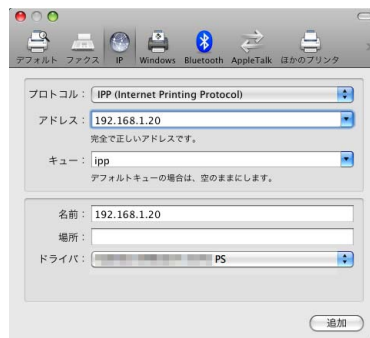 デフォルト ファクス IP Windows Bluetooth AppleTalk ほかのプリンタ
プロトコル： IPP (Internet Printing Protocol)
アドレス： 192.168.1.20
完全で正しいアドレスです。
キュー： ipp
デフォルトキューの場合は、空のままにします。
名前： 192.168.1.20
場所：
ドライバ： PS
追加